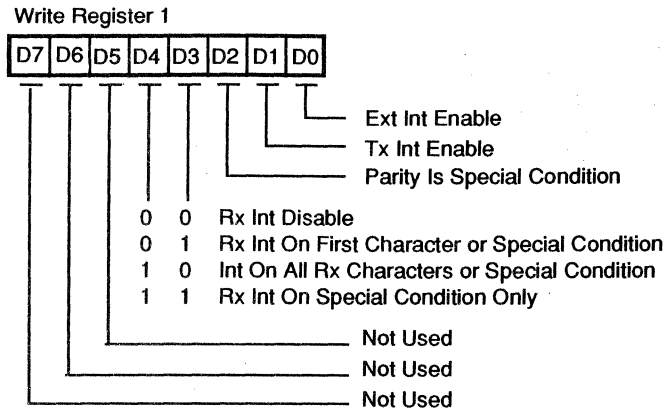 Write Register 1
D7 D6 D5 D4 D3 D2 D1 D0
Ext Int Enable
Tx Int Enable
Parity Is Special Condition
0 0 Rx Int Disable
0 1 Rx Int On First Character or Special Condition
1 0 Int On All Rx Characters or Special Condition
1 1 Rx Int On Special Condition Only
Not Used
Not Used
Not Used